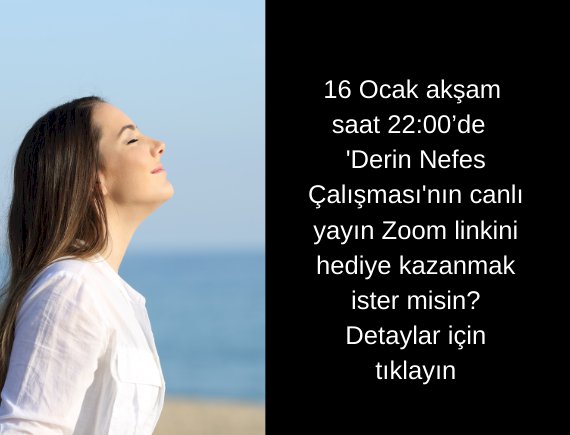 16 Ocak akşam
saat 22:00’de
'Derin Nefes
Çalışması'nın canlı
yayın Zoom linkini
hediye kazanmak
ister misin?
Detaylar için
tıklayın